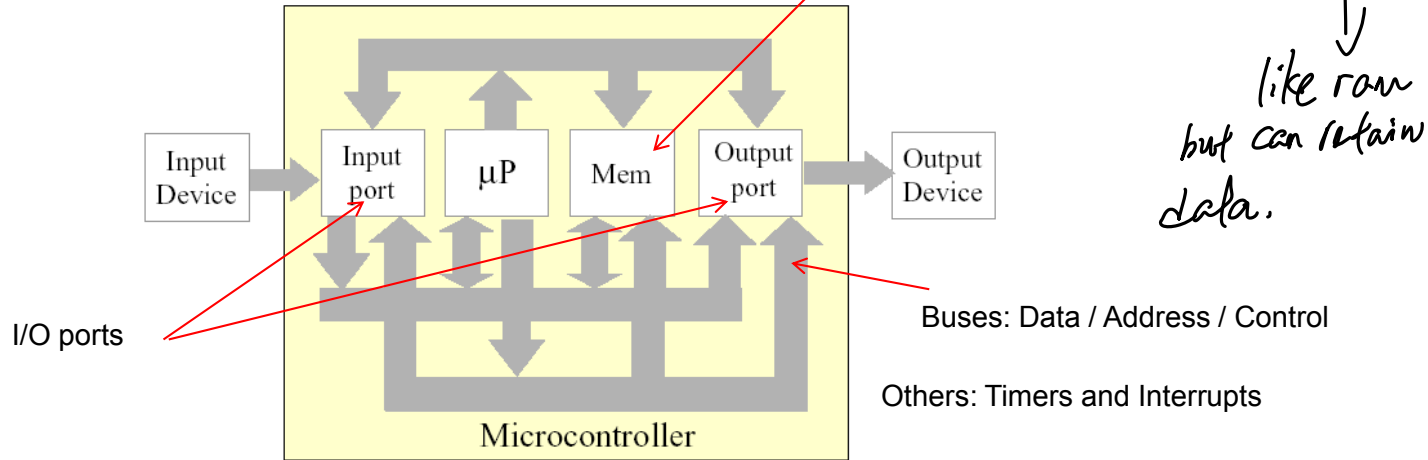 like ram
but can retain
data.
Input
Device
Input
port
μP
Mem
Output
port
Output
Device
I/O ports
Buses: Data / Address / Control
Others: Timers and Interrupts
Microcontroller